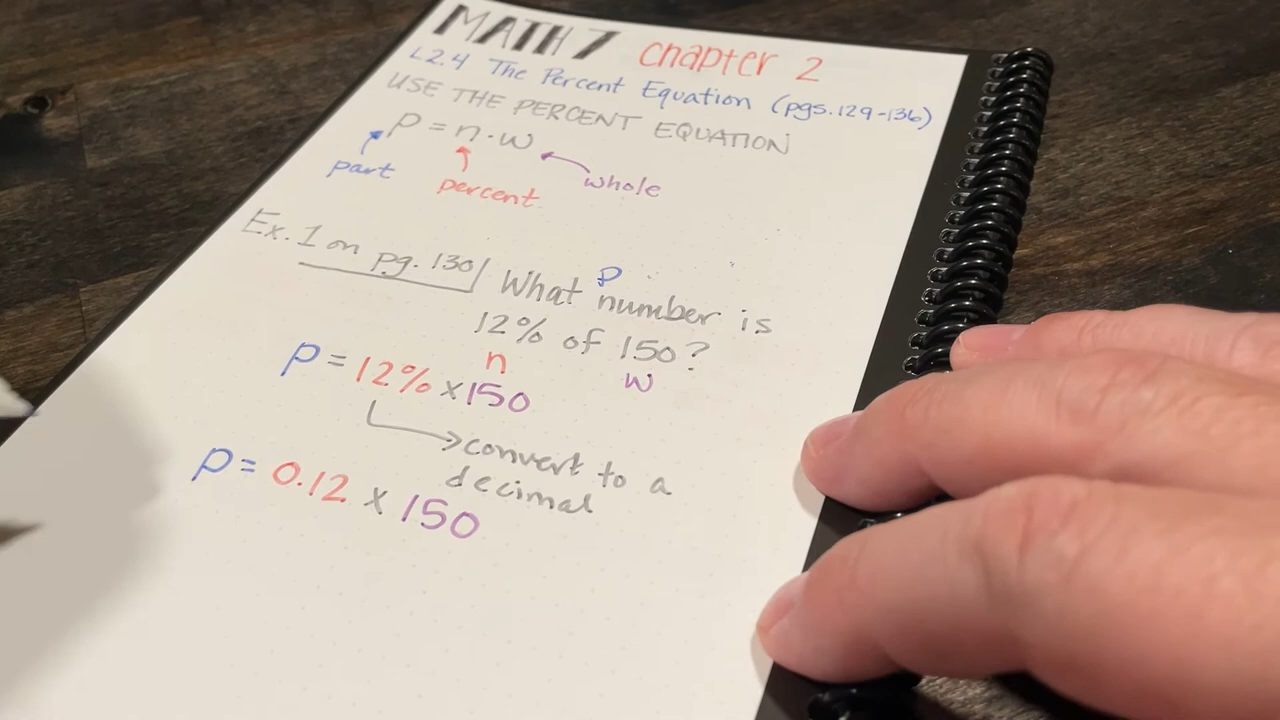 MATH 7 chapter 2
L2.4 The Percent Equation (pgs. 129-136)
USE THE PERCENT EQUATION
p = n · w
part
percent
whole
Ex. 1 on pg. 130
p
What number is
12% of 150?
n
w
p = 12% x 150
convert to a
decimal
p = 0.12 x 150